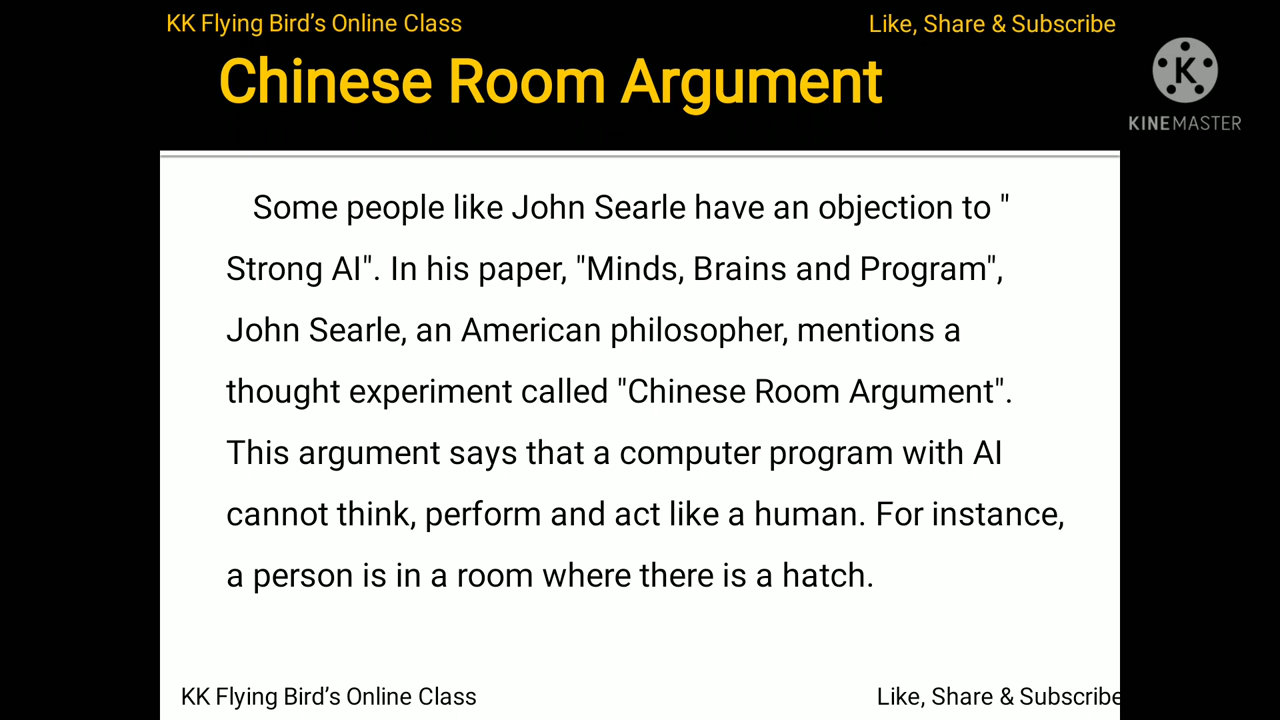 KK Flying Bird’s Online Class
Like, Share & Subscribe
Chinese Room Argument
KINEMASTER
Some people like John Searle have an objection to "
Strong AI". In his paper, "Minds, Brains and Program",
John Searle, an American philosopher, mentions a
thought experiment called "Chinese Room Argument".
This argument says that a computer program with AI
cannot think, perform and act like a human. For instance,
a person is in a room where there is a hatch.
KK Flying Bird’s Online Class
Like, Share & Subscribe